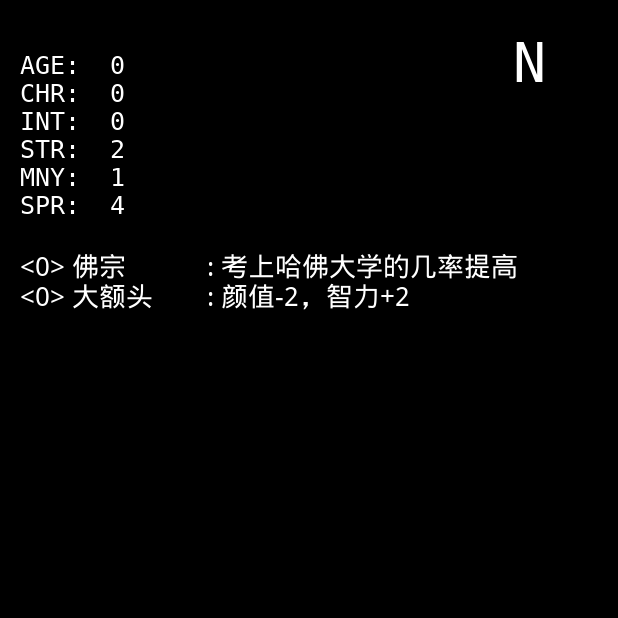 N
AGE: 0
CHR: 0
INT: 0
STR: 2
MNY: 1
SPR: 4
<O> 佛宗 : 考上哈佛大学的几率提高
<O> 大额头 : 颜值-2，智力+2